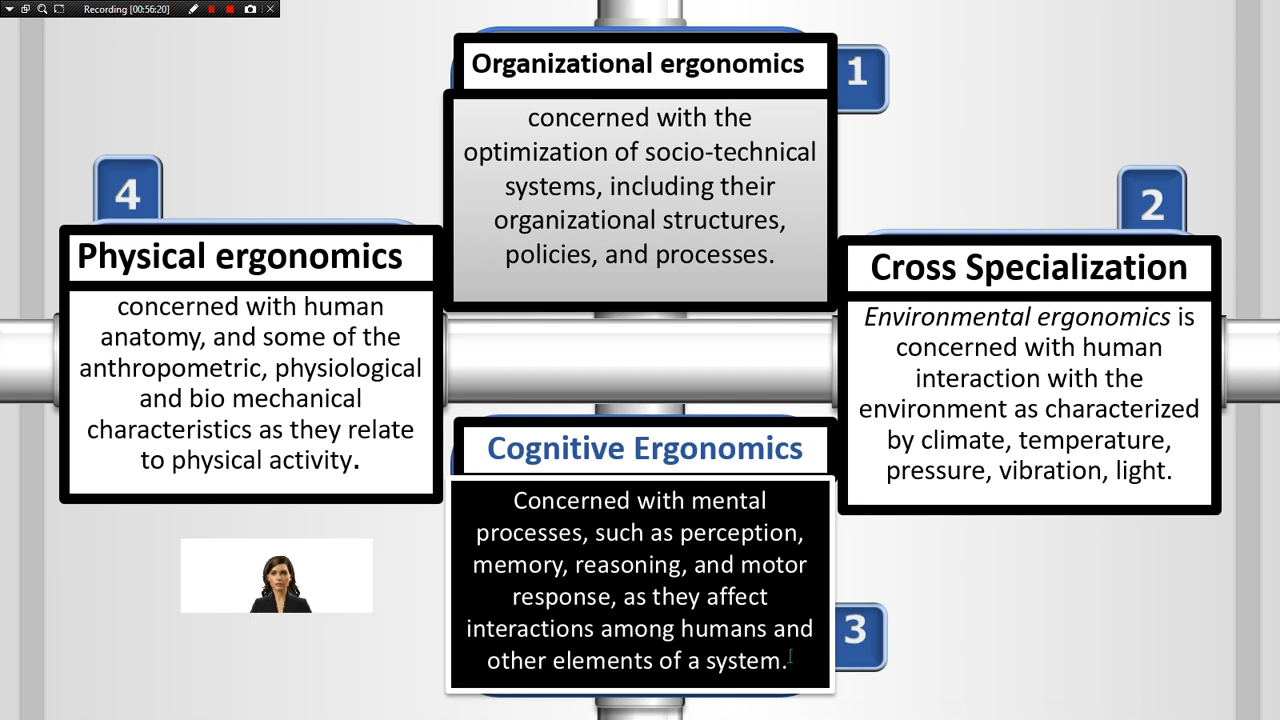 Recording [00:56:20]
Organizational ergonomics
1
concerned with the
optimization of socio-technical
systems, including their
organizational structures,
policies, and processes.
4
Physical ergonomics
concerned with human
anatomy, and some of the
anthropometric, physiological
and bio mechanical
characteristics as they relate
to physical activity.
2
Cross Specialization
Environmental ergonomics is
concerned with human
interaction with the
environment as characterized
by climate, temperature,
pressure, vibration, light.
Cognitive Ergonomics
Concerned with mental
processes, such as perception,
memory, reasoning, and motor
response, as they affect
interactions among humans and
other elements of a system.[
3